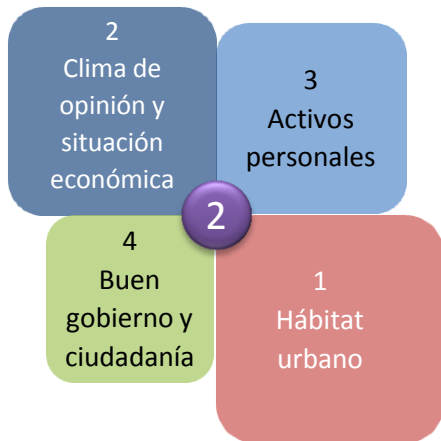 2
Clima de
opinión y
situación
económica
3
Activos
personales
2
4
Buen
gobierno y
ciudadanía
1
Hábitat
urbano